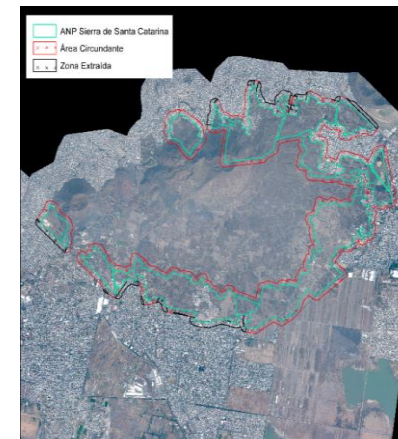 ANP Sierra de Santa Catarina
Área Circundante
Zona Extraída